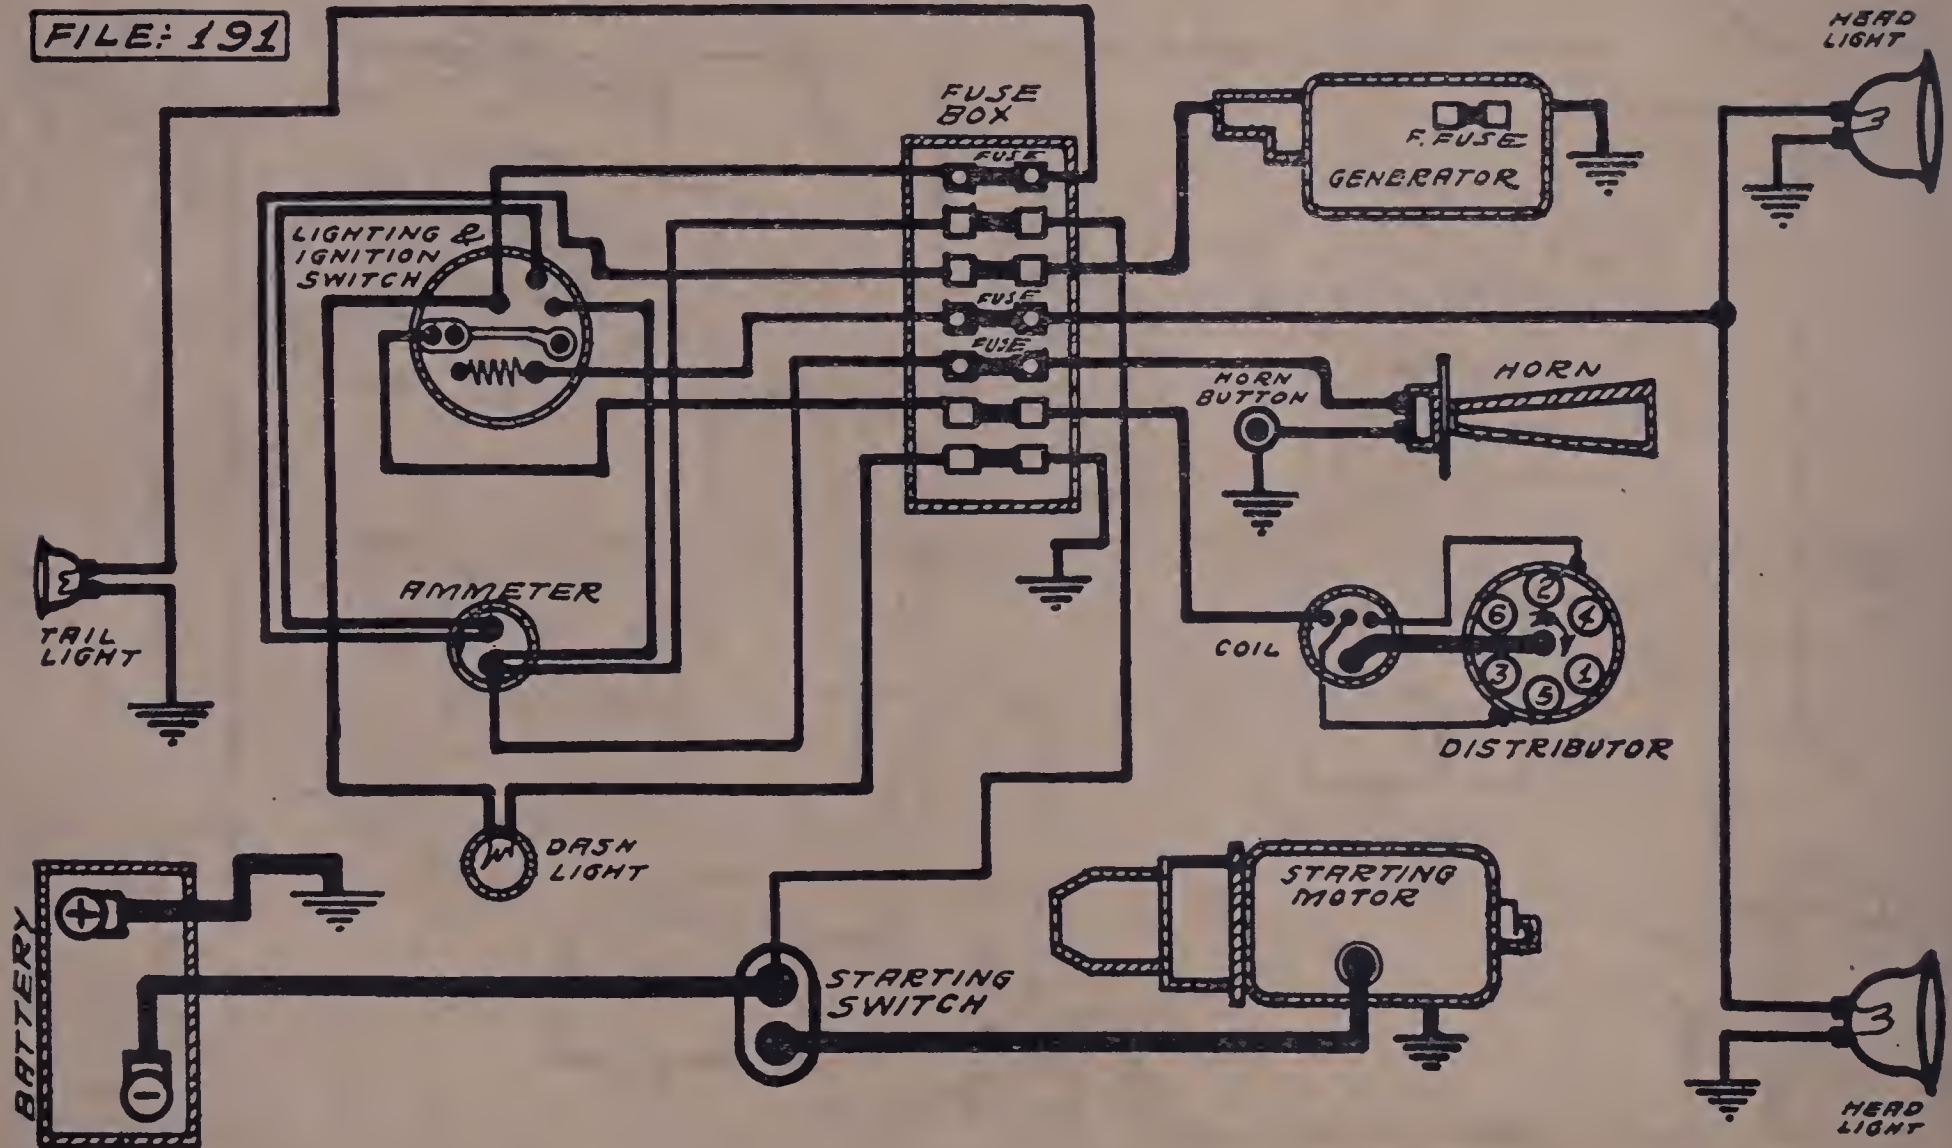 FILE: 191
HEAD
LIGHT
FUSE
BOX
FUSE
F. FUSE
GENERATOR
LIGHTING &
IGNITION
SWITCH
FUSE
FUSE
HORN
BUTTON
HORN
AMMETER
TAIL
LIGHT
COIL
2
6
4
3
1
5
DISTRIBUTOR
DASH
LIGHT
STARTING
MOTOR
BATTERY
+
-
STARTING
SWITCH
HEAD
LIGHT